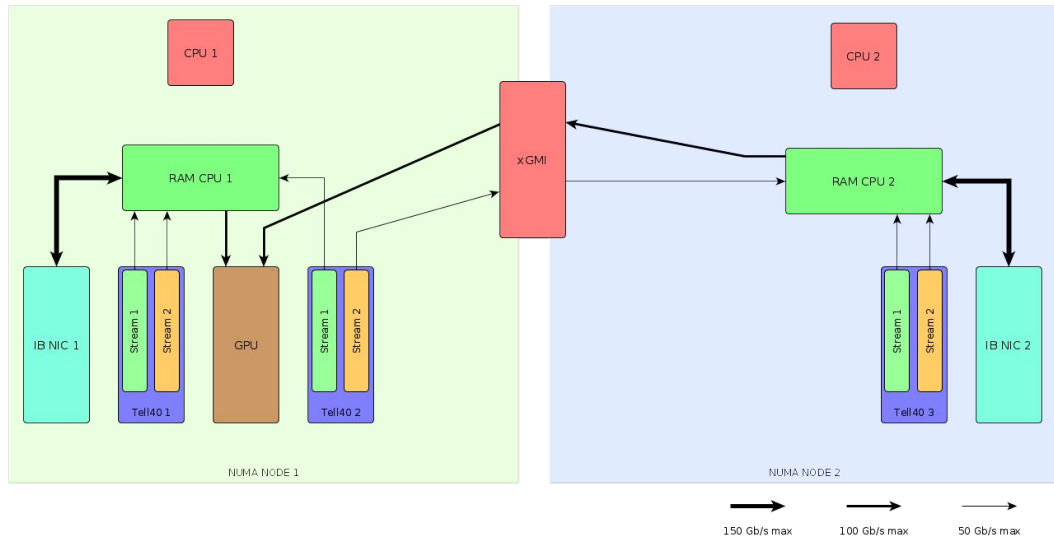 CPU 1
CPU 2
xGMI
RAM CPU 1
RAM CPU 2
IB NIC 1
Stream 1
Stream 2
Tell40 1
GPU
Stream 1
Stream 2
Tell40 2
Stream 1
Stream 2
Tell40 3
IB NIC 2
NUMA NODE 1
NUMA NODE 2
150 Gb/s max
100 Gb/s max
50 Gb/s max